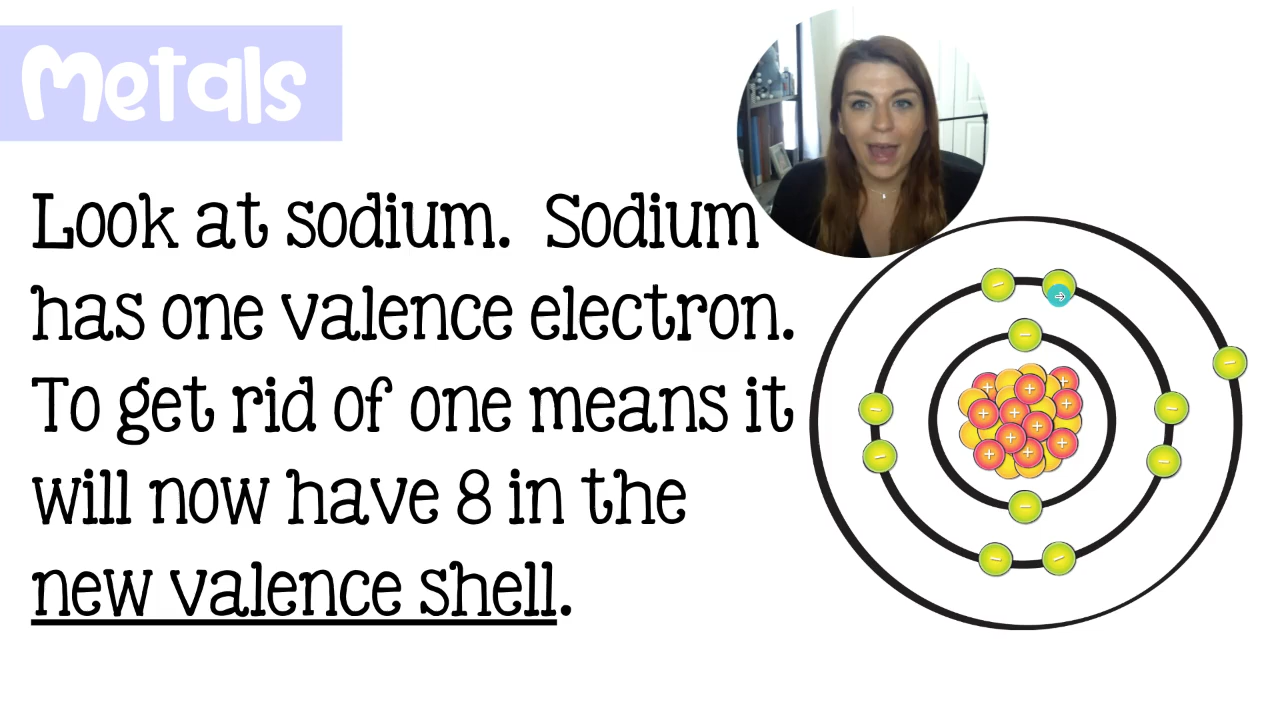 Metals
Look at sodium. Sodium
has one valence electron.
To get rid of one means it
will now have 8 in the
new valence shell.